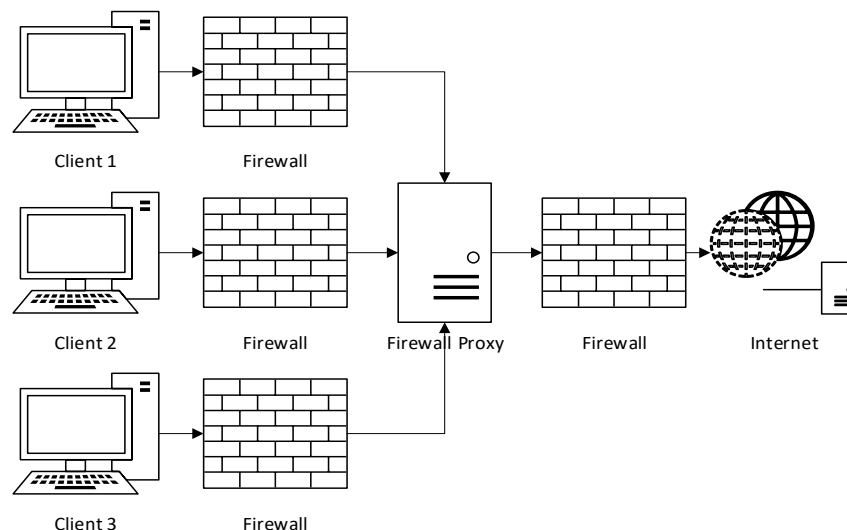 Client 1
Firewall
Client 2
Firewall
Firewall Proxy
Firewall
Internet
Client 3
Firewall